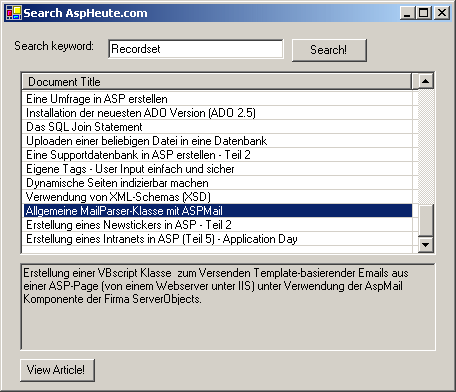 Search AspHeute.com
Search keyword: Recordset Search!
Document Title
Eine Umfrage in ASP erstellen
Installation der neuesten ADO Version (ADO 2.5)
Das SQL Join Statement
Uploaden einer beliebigen Datei in eine Datenbank
Eine Supportdatenbank in ASP erstellen - Teil 2
Eigene Tags - User Input einfach und sicher
Dynamische Seiten indizierbar machen
Verwendung von XML-Schemas (XSD)
Allgemeine MailParser-Klasse mit ASPMail
Erstellung eines Newstickers in ASP - Teil 2
Erstellung eines Intranets in ASP (Teil 5) - Application Day
Erstellung einer VBscript Klasse  zum Versenden Template-basierender Emails aus
einer ASP-Page (von einem Webserver unter IIS) unter Verwendung der AspMail
Komponente der Firma ServerObjects.
View Article!